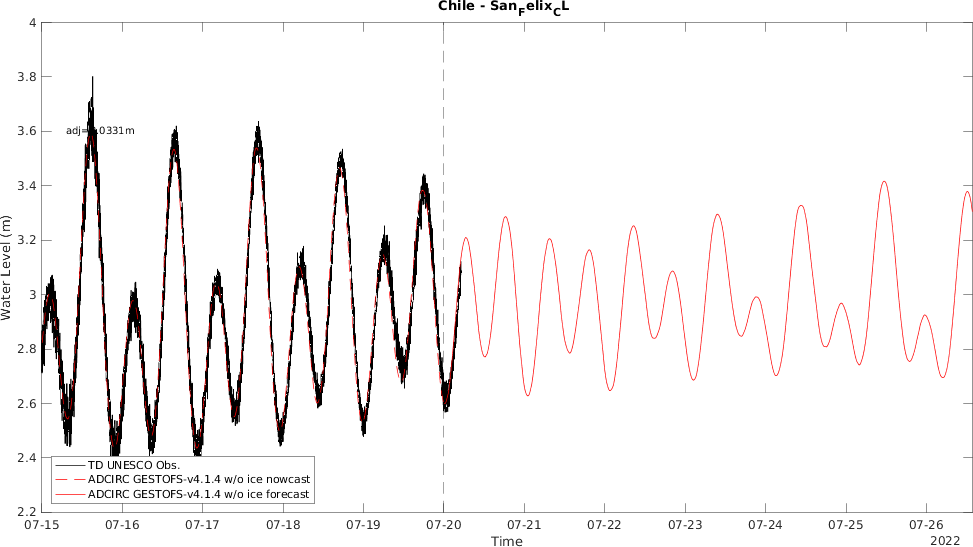 Chile - SanFelixCL
4
3.8
3.6
3.4
3.2
3
2.8
2.6
2.4
2.2
Water Level (m)
0331m
TD UNESCO Obs.
ADCIRC GESTOFS-v4.1.4 w/o ice nowcast
ADCIRC GESTOFS-v4.1.4 w/o ice forecast
07-15 07-16 07-17 07-18 07-19 07-20 07-21 07-22 07-23 07-24 07-25 07-26
Time
2022